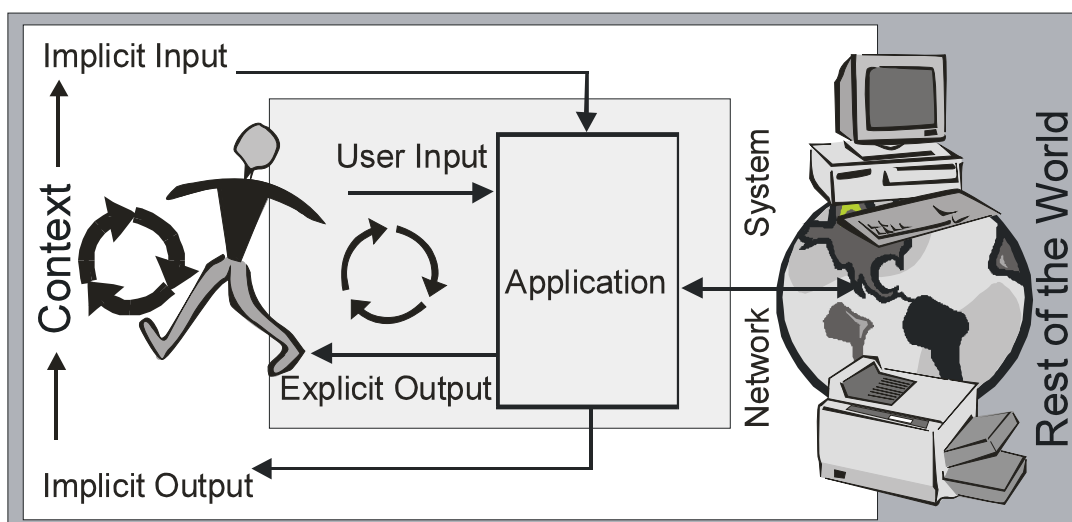 Implicit Input
User Input
System
Context
Application
Rest of the World
Explicit Output
Network
Implicit Output